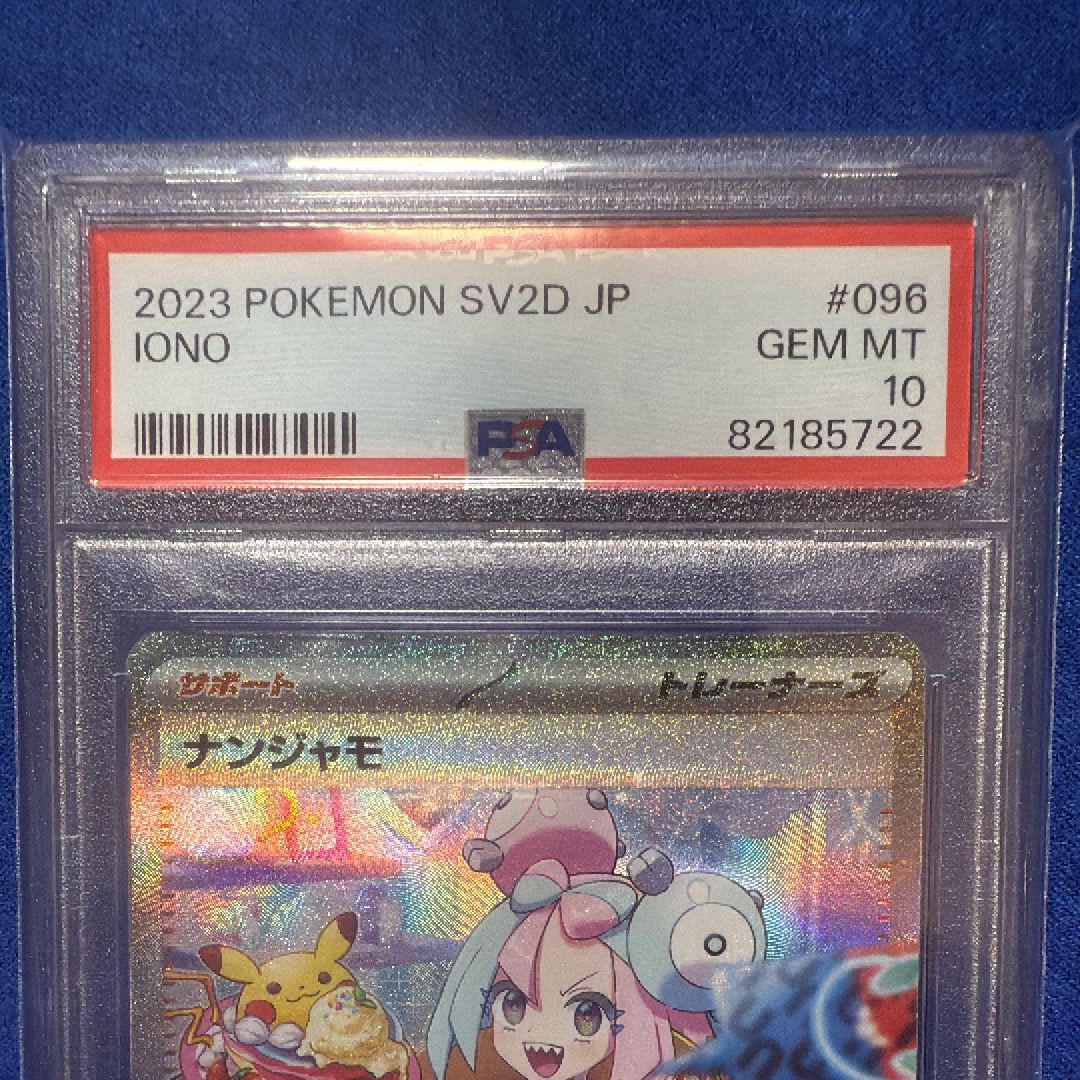 2023 POKEMON SV2D JP #096
IONO GEM MT
10
PSA 82185722
サポート トレーナーズ
ナンジャモ